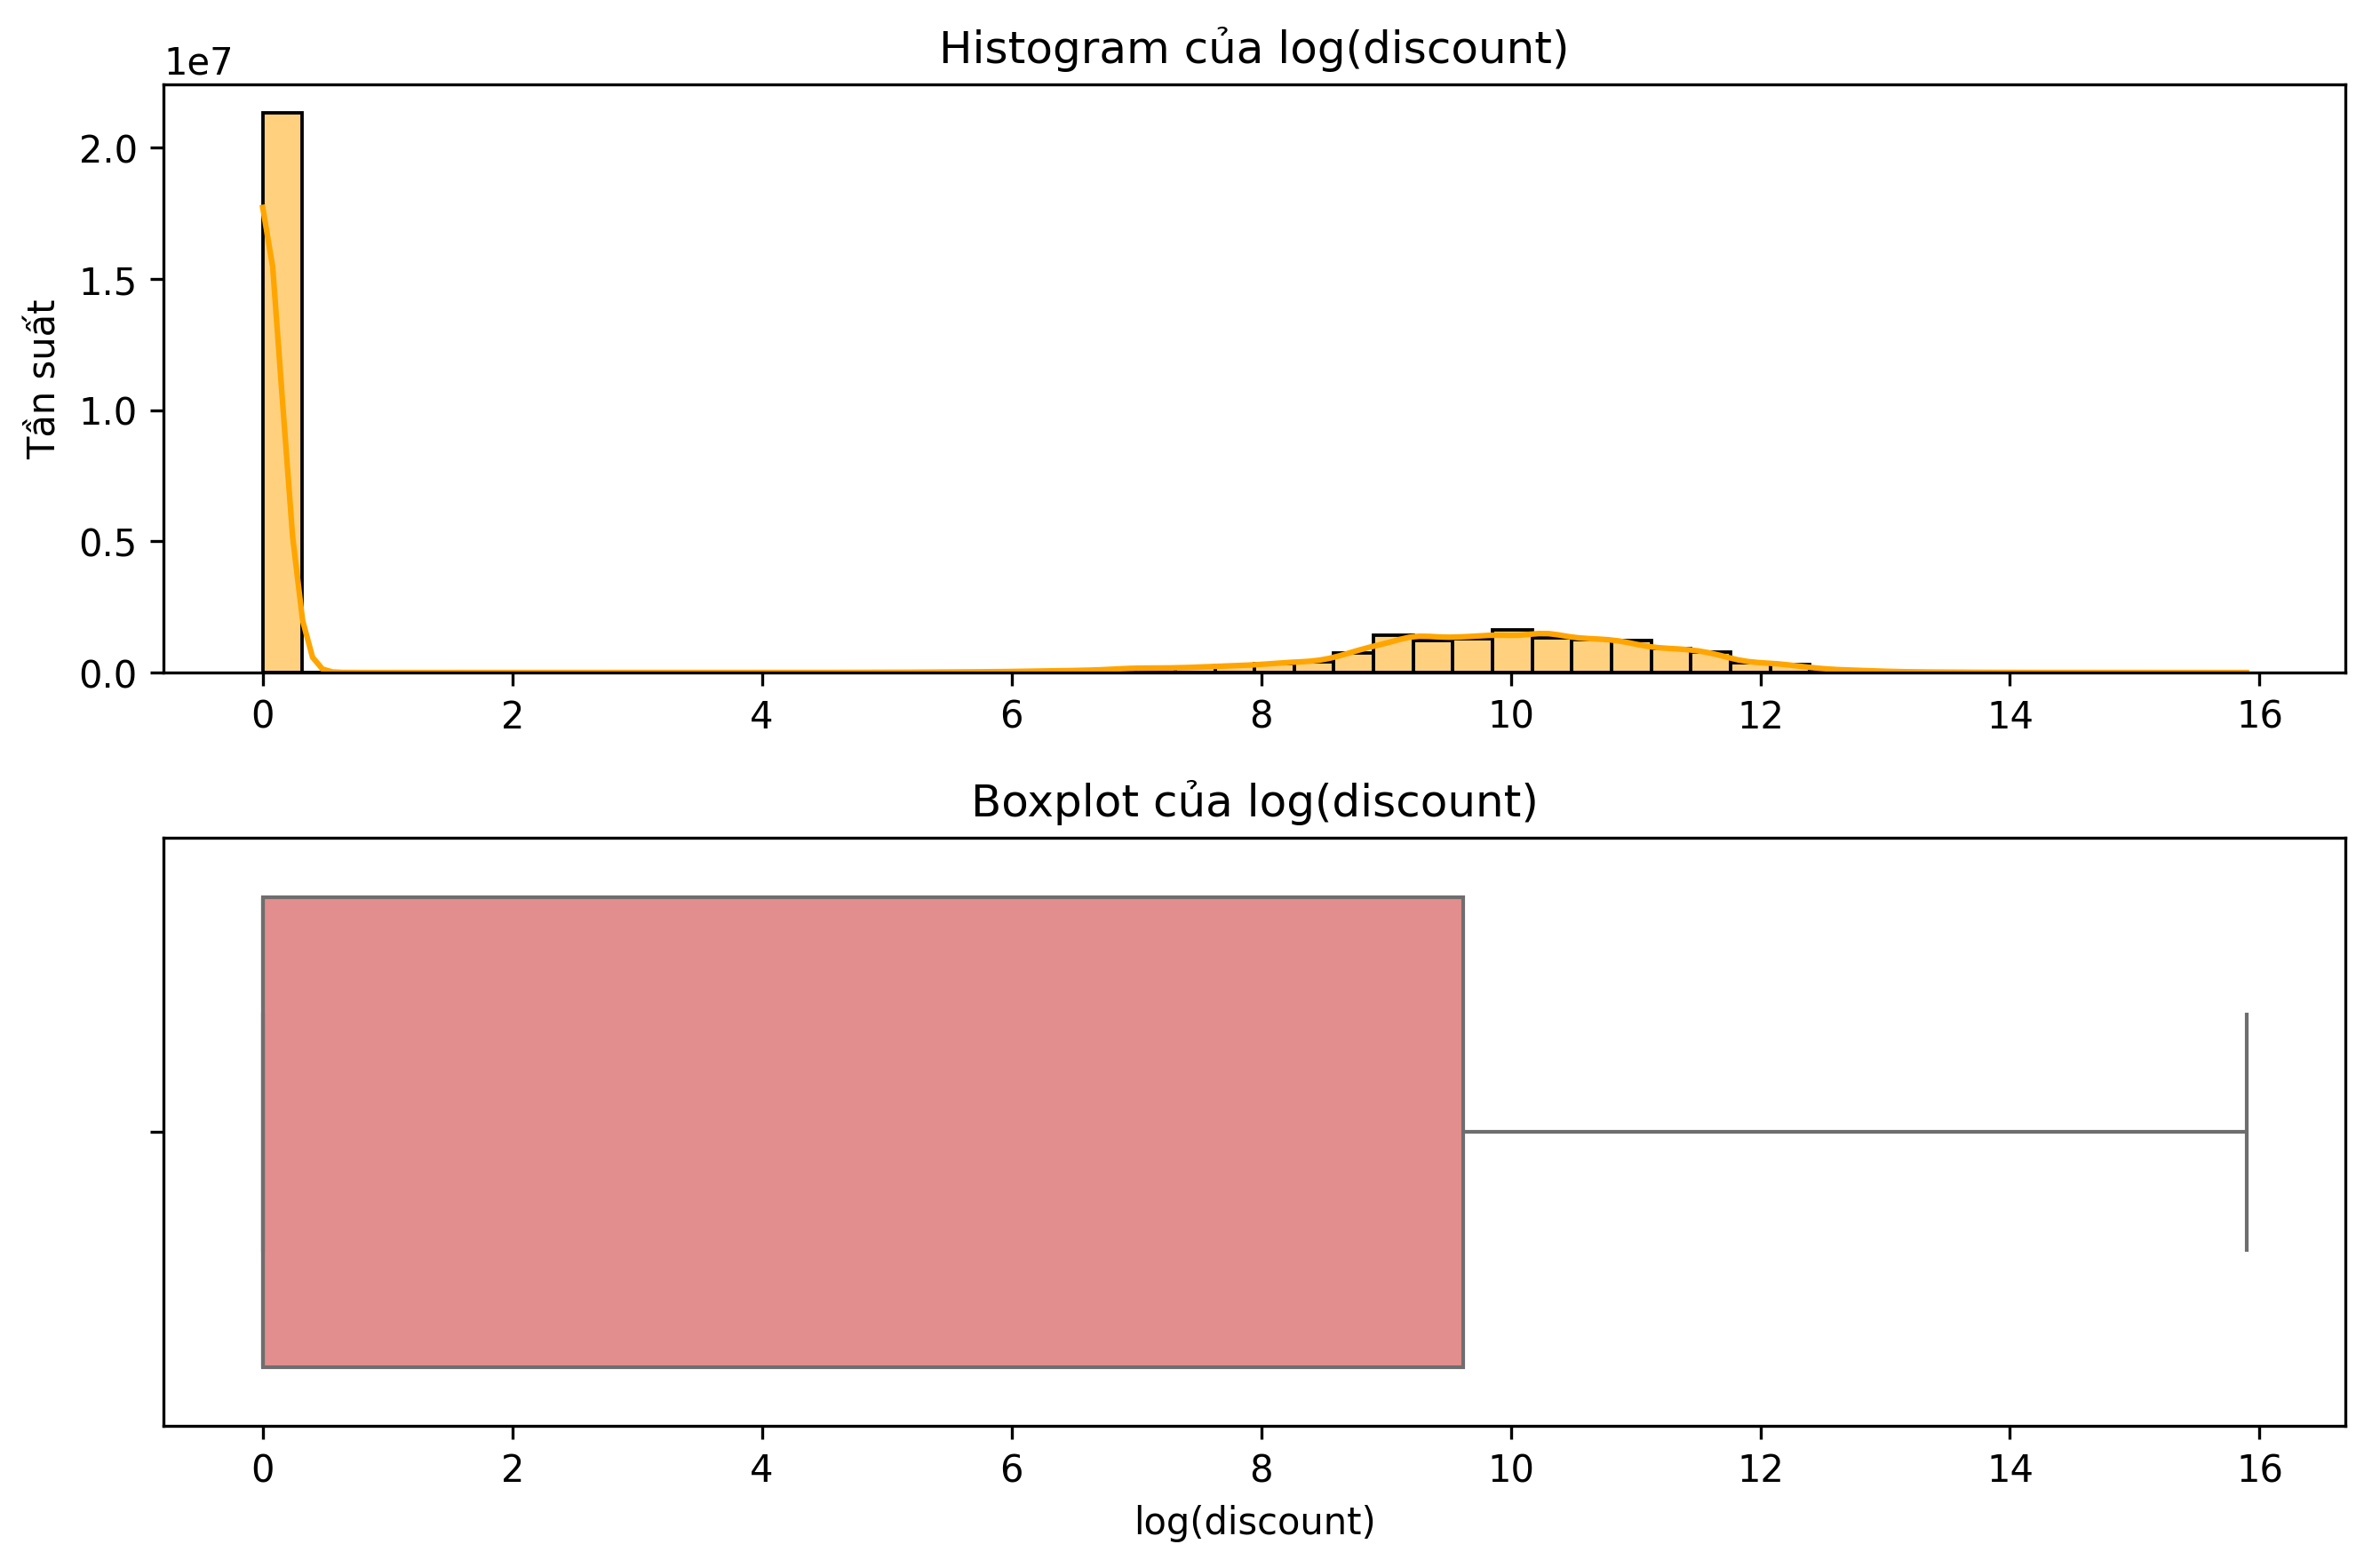 Histogram của log(discount)
1e7
2.0
1.5
1.0
0.5
0.0
Tần suất
0 2 4 6 8 10 12 14 16
Boxplot của log(discount)
0 2 4 6 8 10 12 14 16
log(discount)